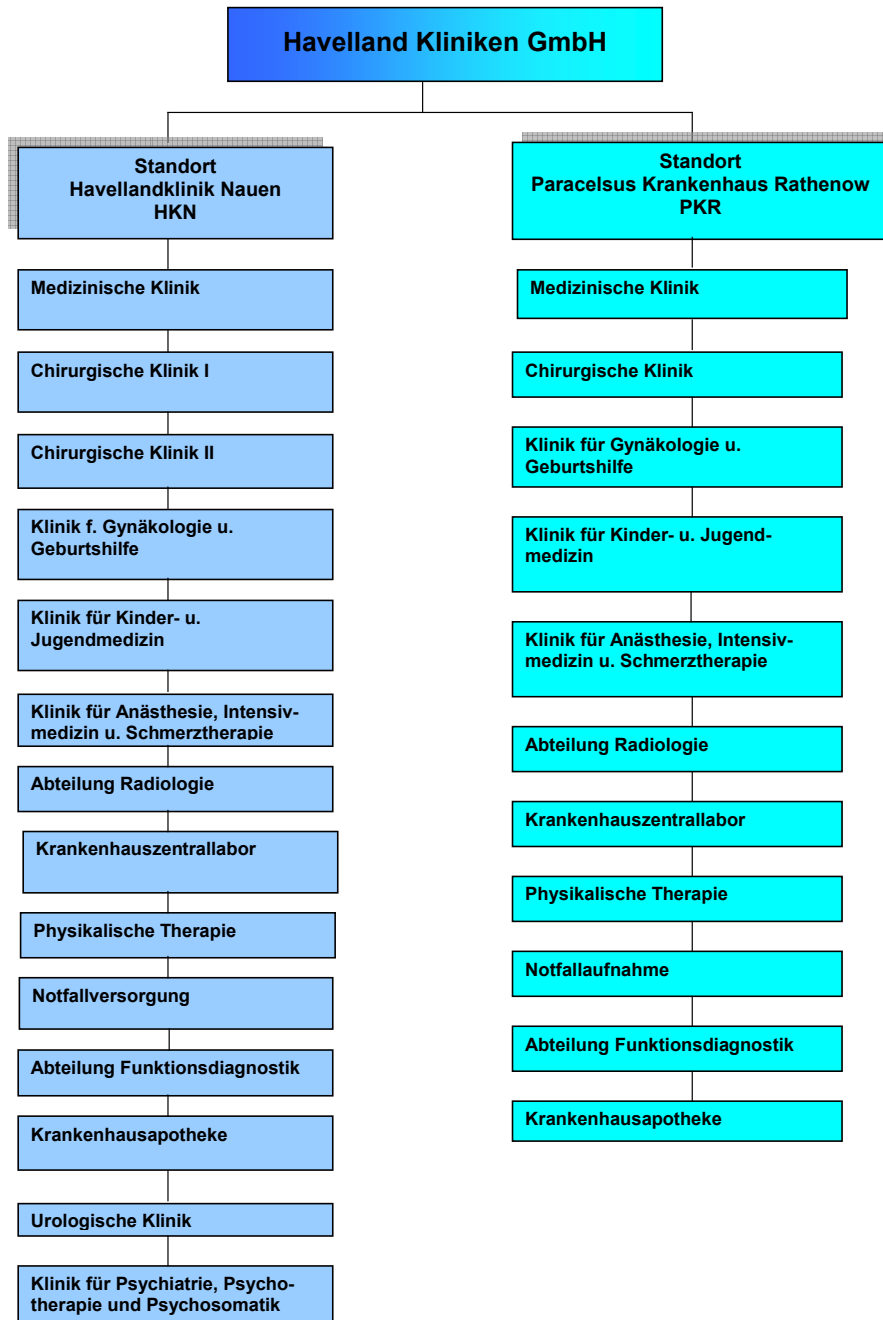 Havelland Kliniken GmbH
Standort
Havellandklinik Nauen
HKN
Medizinische Klinik
Chirurgische Klinik I
Chirurgische Klinik II
Klinik f. Gynäkologie u.
Geburtshilfe
Klinik für Kinder- u.
Jugendmedizin
Klinik für Anästhesie, Intensiv-
medizin u. Schmerztherapie
Abteilung Radiologie
Krankenhauszentrallabor
Physikalische Therapie
Notfallversorgung
Abteilung Funktionsdiagnostik
Krankenhausapotheke
Urologische Klinik
Klinik für Psychiatrie, Psycho-
therapie und Psychosomatik
Standort
Paracelsus Krankenhaus Rathenow
PKR
Medizinische Klinik
Chirurgische Klinik
Klinik für Gynäkologie u.
Geburtshilfe
Klinik für Kinder- u. Jugend-
medizin
Klinik für Anästhesie, Intensiv-
medizin u. Schmerztherapie
Abteilung Radiologie
Krankenhauszentrallabor
Physikalische Therapie
Notfallaufnahme
Abteilung Funktionsdiagnostik
Krankenhausapotheke